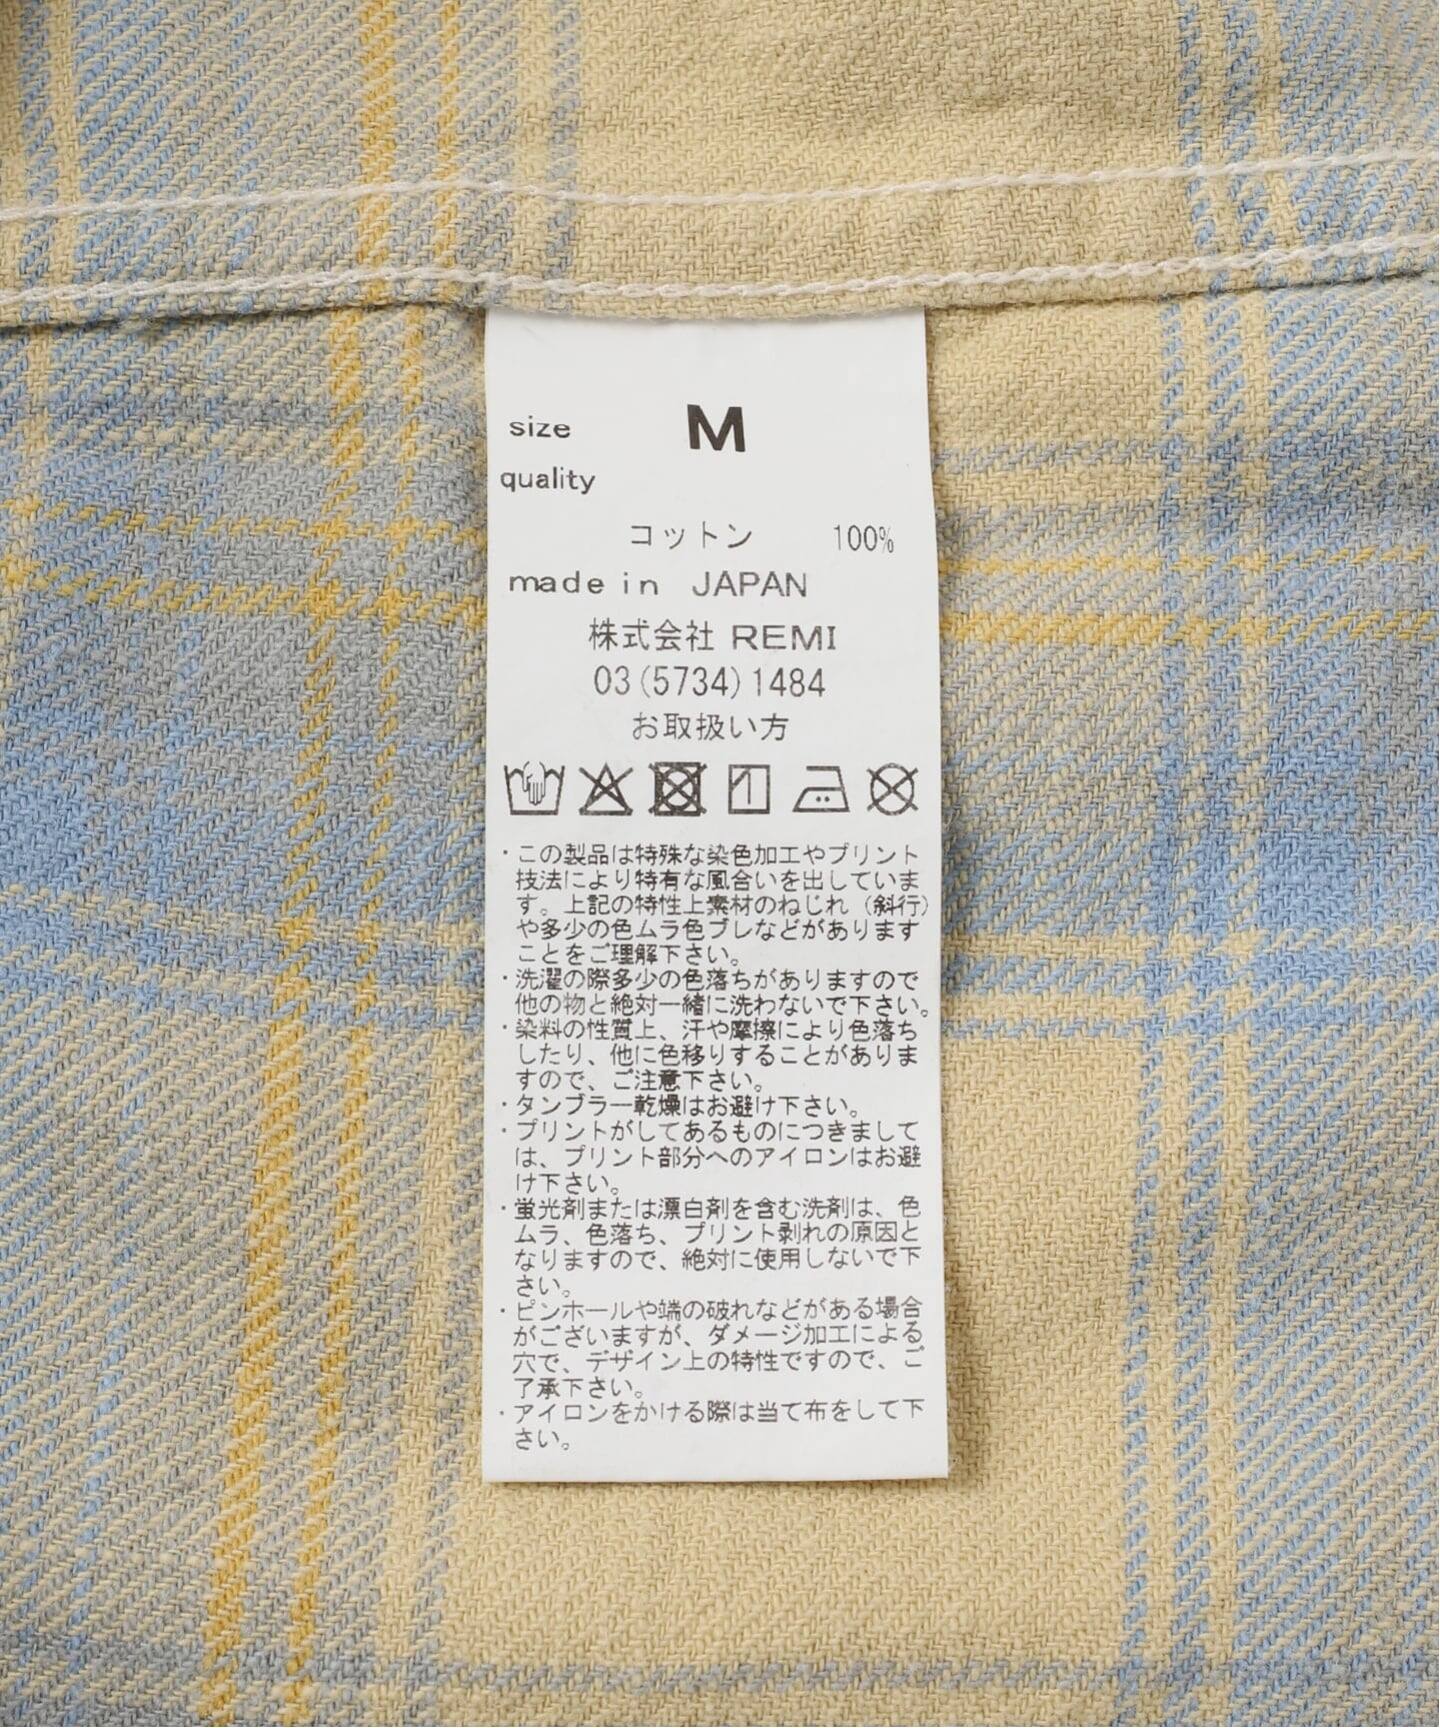 size M
quality
コットン 100%
made in JAPAN
株式会社 REMI
03(5734)1484
お取扱い方
・この製品は特殊な染色加工やプリント
技法により特有な風合いを出していま
す。上記の特性上素材のねじれ（斜行）
や多少の色ムラ色ブレなどがあります
ことをご理解下さい。
・洗濯の際多少の色落ちがありますので
他の物と絶対一緒に洗わないで下さい。
・染料の性質上、汗や摩擦により色落ち
したり、他に色移りすることがありま
すので、ご注意下さい。
・タンブラー乾燥はお避け下さい。
・プリントがしてあるものにつきまして
は、プリント部分へのアイロンはお避
け下さい。
・蛍光剤または漂白剤を含む洗剤は、色
ムラ、色落ち、プリント剥れの原因と
なりますので、絶対に使用しないで下
さい。
・ピンホールや端の破れなどがある場合
がございますが、ダメージ加工による
穴で、デザイン上の特性ですので、ご
了承下さい。
・アイロンをかける際は当て布をして下
さい。